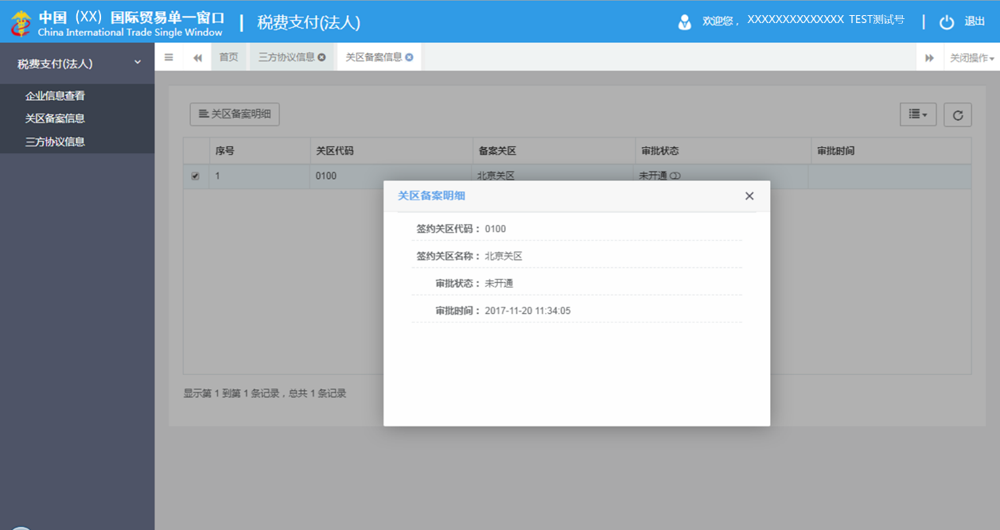 中国（XX）国际贸易单一窗口
China International Trade Single Window
税费支付(法人)
欢迎您， XXXXXXXXXXXXXX TEST测试号
退出
税费支付(法人)
企业信息查看
关区备案信息
三方协议信息
首页
三方协议信息
关区备案信息
关闭操作
关区备案明细
序号 关区代码 备案关区 审批状态 审批时间
1 0100 北京关区 未开通
关区备案明细
签约关区代码： 0100
签约关区名称： 北京关区
审批状态： 未开通
审批时间： 2017-11-20 11:34:05
显示第 1 到第 1 条记录，总共 1 条记录